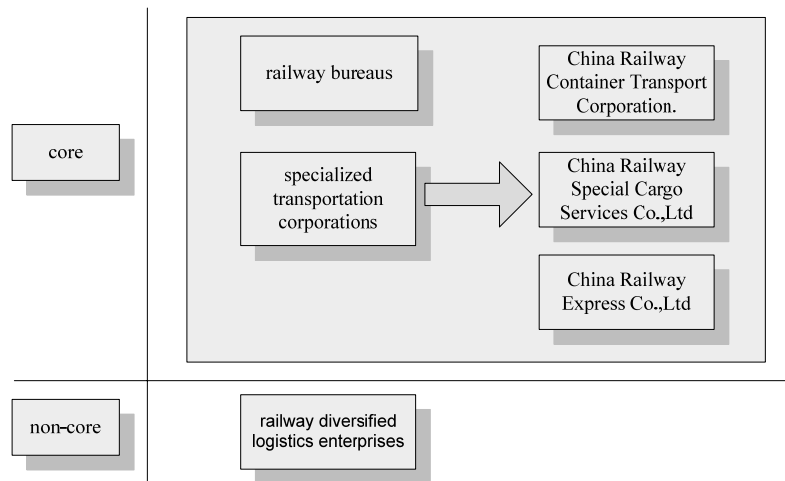 core
railway bureaus
specialized
transportation
corporations
China Railway
Container Transport
Corporation.
China Railway
Special Cargo
Services Co.,Ltd
China Railway
Express Co.,Ltd
non-core
railway diversified
logistics enterprises